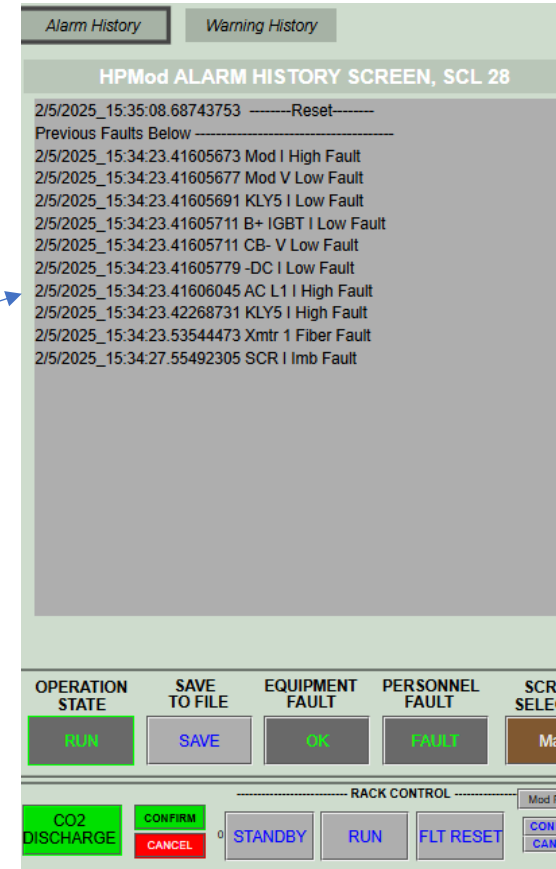 Alarm History Warning History
HPMod ALARM HISTORY SCREEN, SCL 28
2/5/2025_15:35:08.68743753 --------Reset--------
Previous Faults Below --------------------------------------
2/5/2025_15:34:23.41605673 Mod I High Fault
2/5/2025_15:34:23.41605677 Mod V Low Fault
2/5/2025_15:34:23.41605691 KLY5 I Low Fault
2/5/2025_15:34:23.41605711 B+ IGBT I Low Fault
2/5/2025_15:34:23.41605711 CB- V Low Fault
2/5/2025_15:34:23.41605779 -DC I Low Fault
2/5/2025_15:34:23.41606045 AC L1 I High Fault
2/5/2025_15:34:23.42268731 KLY5 I High Fault
2/5/2025_15:34:23.53544473 Xmtr 1 Fiber Fault
2/5/2025_15:34:27.55492305 SCR I Imb Fault
OPERATION SAVE EQUIPMENT PERSONNEL SCR
STATE TO FILE FAULT FAULT SELE
RUN SAVE OK FAULT Ma
------------------------- RACK CONTROL --------------
Mod
CO2 CONFIRM
DISCHARGE CANCEL 0 STANDBY RUN FLT RESET
CON
CAN